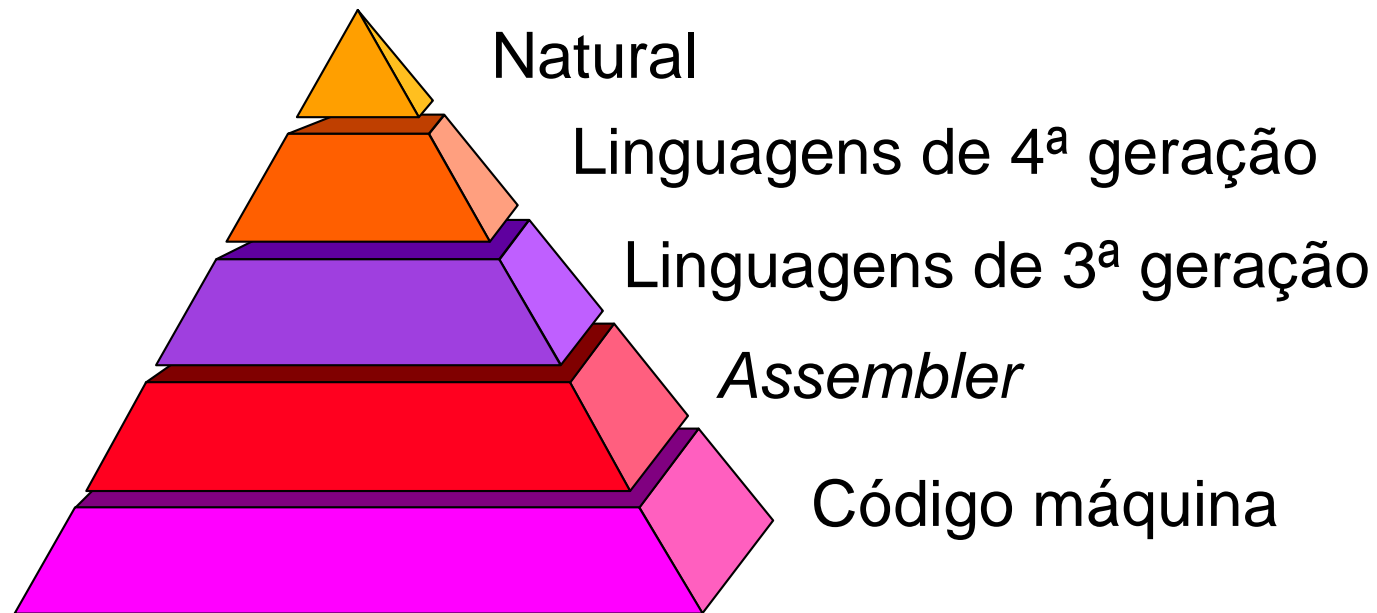 Natural
Linguagens de 4ª geração
Linguagens de 3ª geração
Assembler
Código máquina